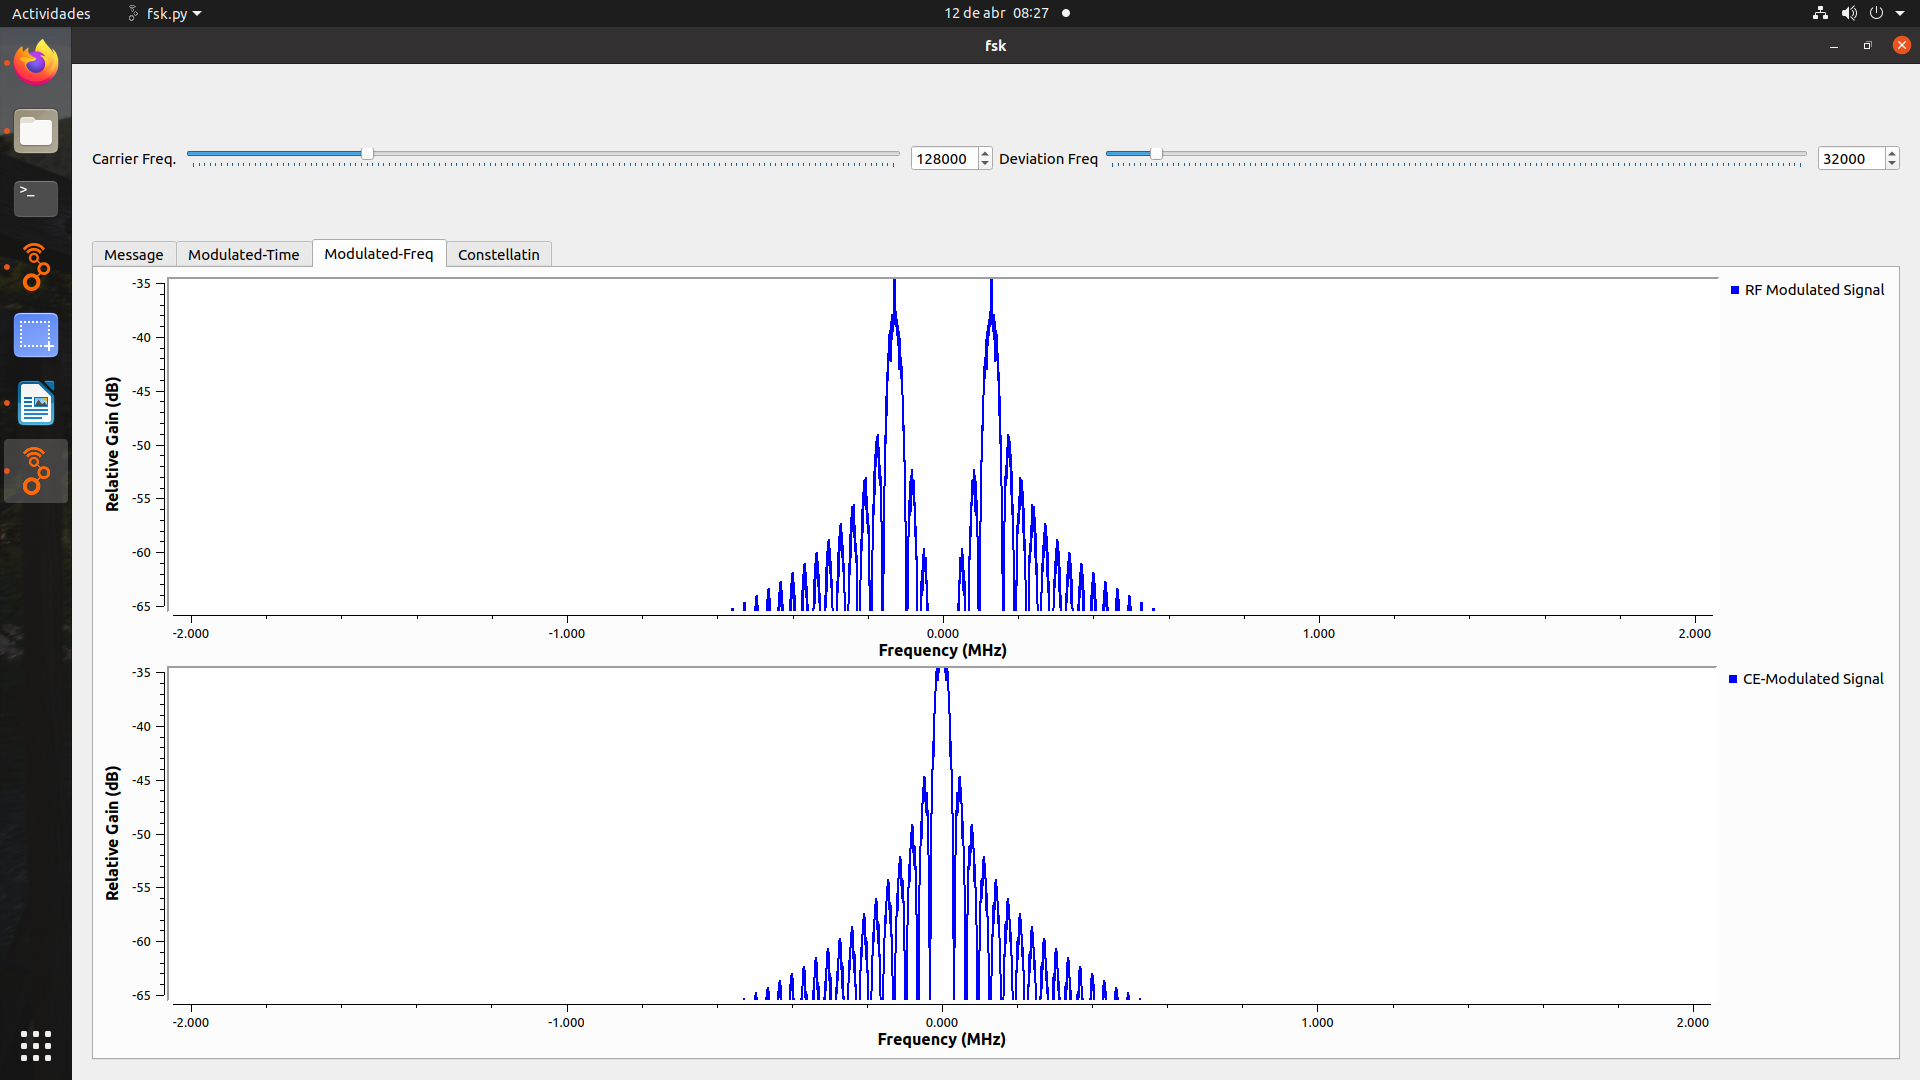 Actividades fsk.py 12 de abr 08:27
fsk
Carrier Freq. 128000 Deviation Freq 32000
Message Modulated-Time Modulated-Freq Constellatin
-35
-40
-45
-50
-55
-60
-65
Relative Gain (dB)
RF Modulated Signal
-2.000 -1.000 0.000 1.000 2.000
Frequency (MHz)
-35
-40
-45
-50
-55
-60
-65
Relative Gain (dB)
CE-Modulated Signal
-2.000 -1.000 0.000 1.000 2.000
Frequency (MHz)